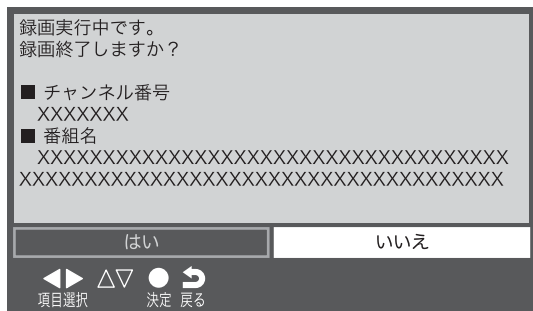 録画実行中です。
録画終了しますか？
■ チャンネル番号
XXXXXXX
■ 番組名
XXXXXXXXXXXXXXXXXXXXXXXXXXXXXXXXXXXX
XXXXXXXXXXXXXXXXXXXXXXXXXXXXXXXXXXXXX
はい
いいえ
◀▶ △▽ ● ⮌
項目選択 決定 戻る